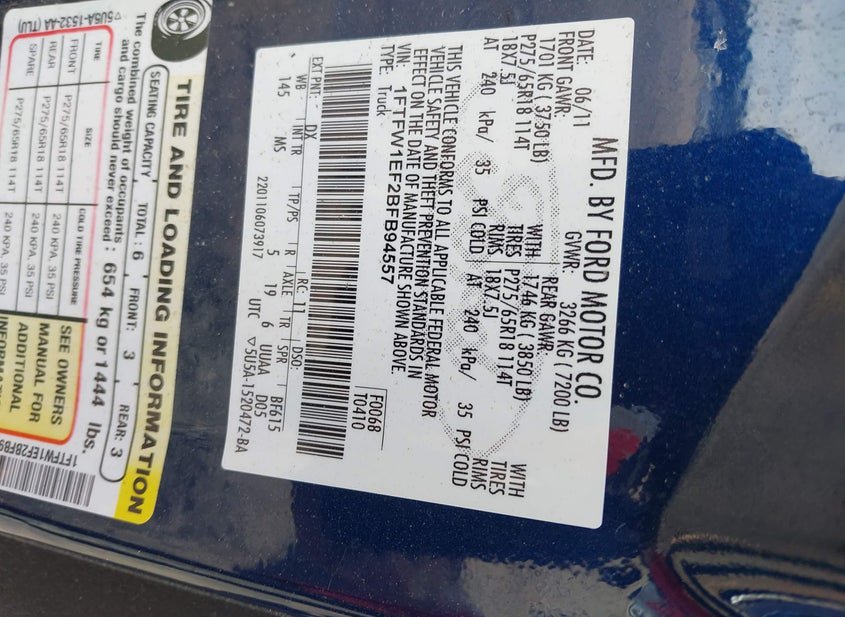 MFD. BY FORD MOTOR CO.
DATE: 06/11
GVWR: 3266 KG ( 7200 LB)
FRONT GAWR:
REAR GAWR:
1701 KG ( 3750 LB)
WITH
1746 KG ( 3850 LB)
WITH
P275/65R18 114T
TIRES
P275/65R18 114T
TIRES
18X7.5J
RIMS
18X7.5J
RIMS
AT 240 kPa/ 35 PSI COLD
AT 240 kPa/ 35 PSI COLD
THIS VEHICLE CONFORMS TO ALL APPLICABLE FEDERAL MOTOR
VEHICLE SAFETY AND THEFT PREVENTION STANDARDS IN
EFFECT ON THE DATE OF MANUFACTURE SHOWN ABOVE.
VIN: 1FTFW1EF2BFB94557
TYPE: Truck
F0068
T0410
EXT PNT: DX
RC: 11
DSO:
WB
INT TR
TP/PS
R
AXLE
TR
SPR
BF615
145
M5
5
19
6
UUAA
D05
2201106073917
UTC
▽5U5A-1520472-BA
TIRE AND LOADING INFORMATION
SEATING CAPACITY
TOTAL: 6
FRONT: 3
REAR: 3
The combined weight of occupants
and cargo should never exceed: 654 kg or 1444 lbs.
TIRE
SIZE
COLD TIRE PRESSURE
FRONT
P275/65R18 114T
240 KPA, 35 PSI
REAR
P275/65R18 114T
240 KPA, 35 PSI
SPARE
P275/65R18 114T
240 KPA, 35 PSI
SEE OWNERS
MANUAL FOR
ADDITIONAL
▽5U5A-1532-AA (TLU)
1FTFW1EF2BFB9